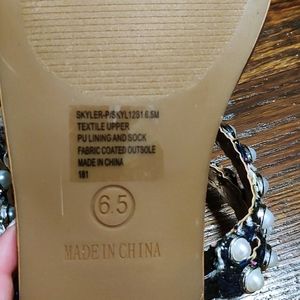 SKYLER-P/SKYL12S1 6.5M
TEXTILE UPPER
PU LINING AND SOCK
FABRIC COATED OUTSOLE
MADE IN CHINA
181
6.5
MADE IN CHINA